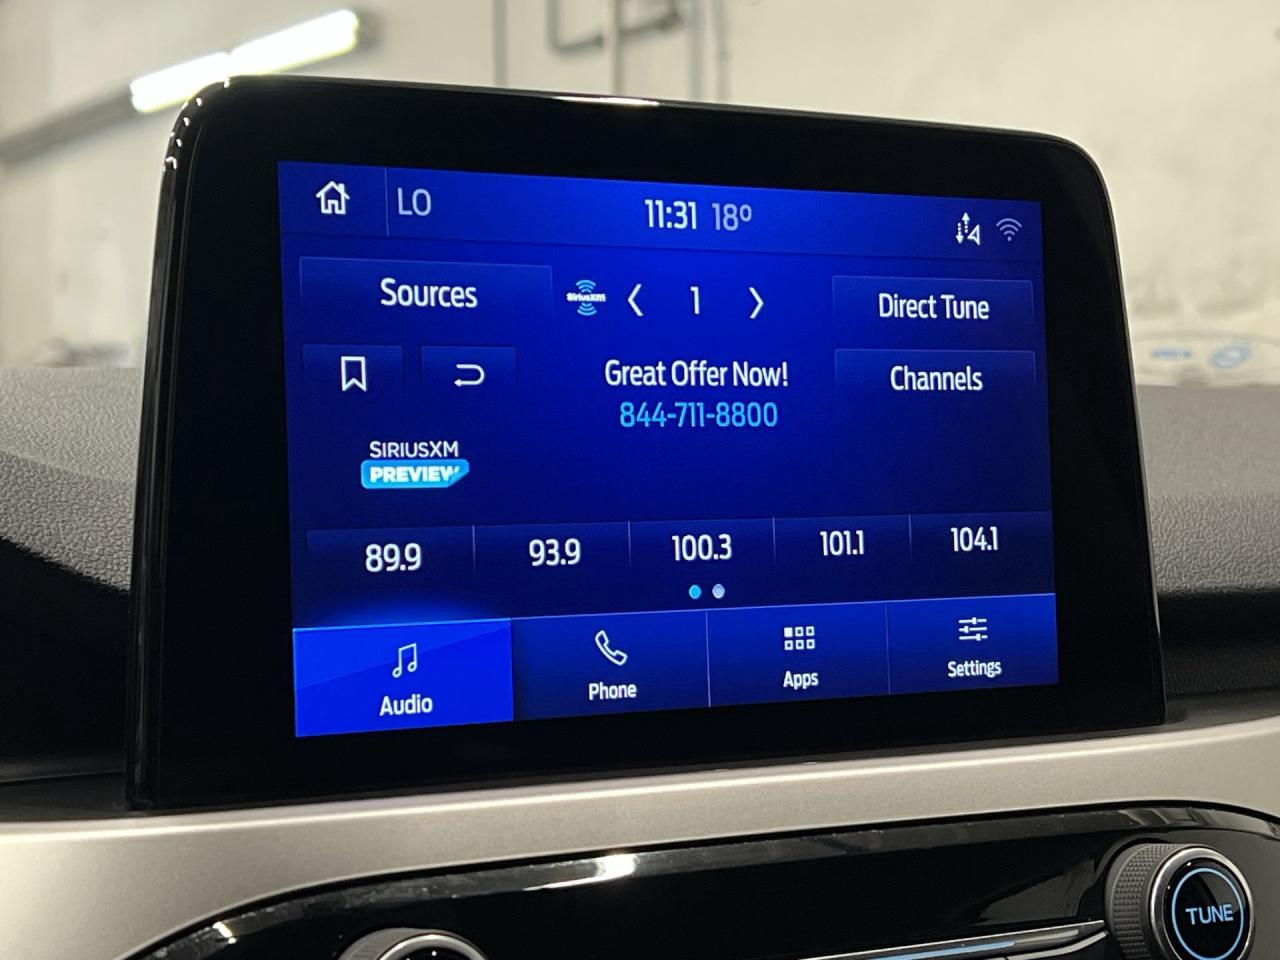 LO
11:31 18°
Sources
SiriusXM
1
Direct Tune
Great Offer Now!
Channels
844-711-8800
SIRIUSXM
PREVIEW
89.9 93.9 100.3 101.1 104.1
Audio
Phone
Apps
Settings
TUNE